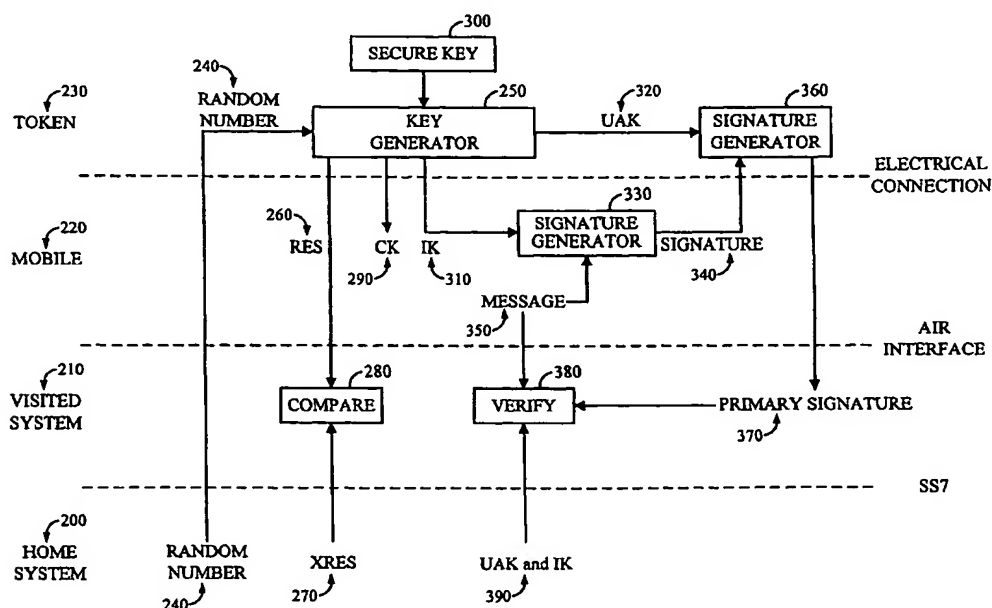 300
SECURE KEY
240
230
RANDOM
NUMBER
TOKEN
250
KEY
GENERATOR
320
UAK
360
SIGNATURE
GENERATOR
ELECTRICAL
CONNECTION
330
SIGNATURE
GENERATOR
260
RES
CK
IK
SIGNATURE
220
MOBILE
290
310
340
MESSAGE
350
AIR
INTERFACE
210
VISITED
SYSTEM
280
COMPARE
380
VERIFY
PRIMARY SIGNATURE
370
SS7
200
HOME
SYSTEM
RANDOM
NUMBER
240
XRES
270
UAK and IK
390